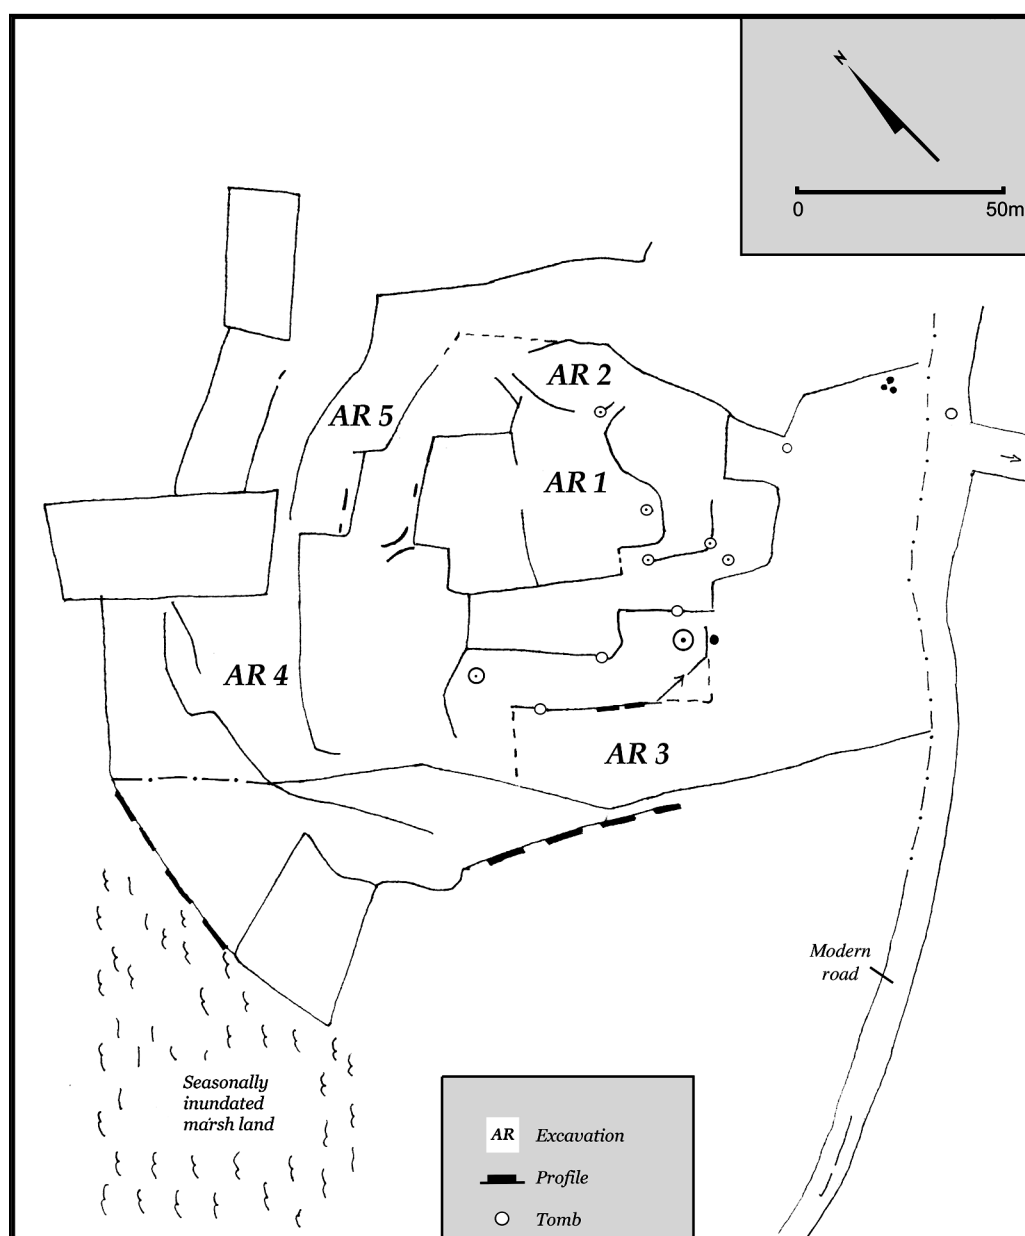 N
0 50m
AR 2
AR 5
AR 1
AR 4
AR 3
Modern
road
Seasonally
inundated
marsh land
AR Excavation
Profile
Tomb